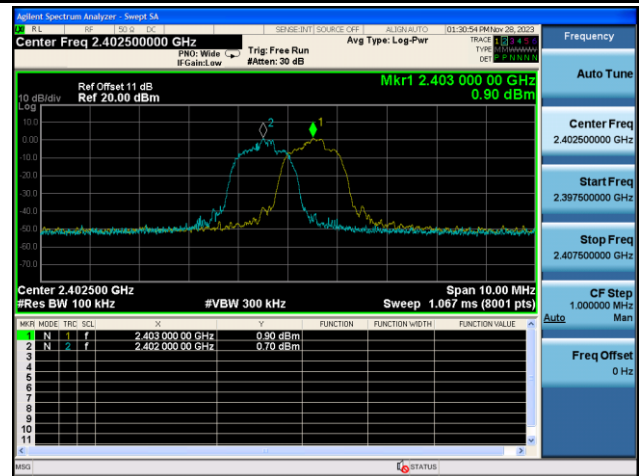 Agilent Spectrum Analyzer - Swept SA
RL RF 50 Ω DC SENSE:INT SOURCE OFF ALIGNAUTO 01:30:54 PM Nov 28, 2023
Center Freq 2.402500000 GHz
PNO: Wide
IFGain:Low
Trig: Free Run
#Atten: 30 dB
Avg Type: Log-Pwr
TRACE 1 2 3 4 5 6
TYPE
DET P P N N N N
Ref Offset 11 dB
Ref 20.00 dBm
10 dB/div
Log
Mkr1 2.403 000 00 GHz
0.90 dBm
10.0
0.00
-10.0
-20.0
-30.0
-40.0
-50.0
-60.0
-70.0
2
1
Center 2.402500 GHz
Span 10.00 MHz
#Res BW 100 kHz
#VBW 300 kHz
Sweep 1.067 ms (8001 pts)
MKR MODE TRC SCL X Y FUNCTION FUNCTION WIDTH FUNCTION VALUE
1 N 1 f 2.403 000 00 GHz 0.90 dBm
2 N 2 f 2.402 000 00 GHz 0.70 dBm
3
4
5
6
7
8
9
10
11
MSG
STATUS
Frequency
Auto Tune
Center Freq
2.402500000 GHz
Start Freq
2.397500000 GHz
Stop Freq
2.407500000 GHz
CF Step
1.000000 MHz
Auto Man
Freq Offset
0 Hz